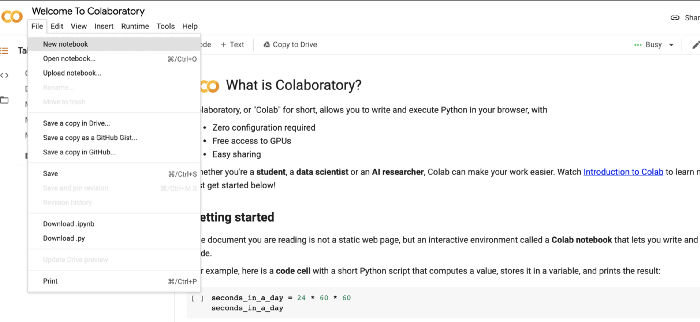 Welcome To Colaboratory
File Edit View Insert Runtime Tools Help
Share
New notebook
Open notebook... ⌘/Ctrl+O
Upload notebook...
Rename...
Move to trash
Save a copy in Drive...
Save a copy as a GitHub Gist...
Save a copy in GitHub...
Save ⌘/Ctrl+S
Save and pin revision ⌘/Ctrl+M S
Revision history
Download .ipynb
Download .py
Update Drive preview
Print ⌘/Ctrl+P
+ Text Copy to Drive Busy
What is Colaboratory?
laboratory, or "Colab" for short, allows you to write and execute Python in your browser, with
• Zero configuration required
• Free access to GPUs
• Easy sharing
hether you're a student, a data scientist or an AI researcher, Colab can make your work easier. Watch Introduction to Colab to learn
st get started below!
etting started
e document you are reading is not a static web page, but an interactive environment called a Colab notebook that lets you write and
de.
r example, here is a code cell with a short Python script that computes a value, stores it in a variable, and prints the result:
[ ] seconds_in_a_day = 24 * 60 * 60
seconds_in_a_day